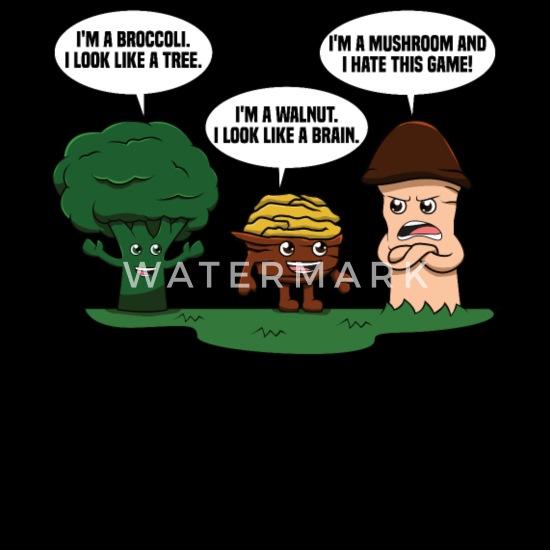 I'M A BROCCOLI.
I LOOK LIKE A TREE.
I'M A WALNUT.
I LOOK LIKE A BRAIN.
I'M A MUSHROOM AND
I HATE THIS GAME!
WATERMARK